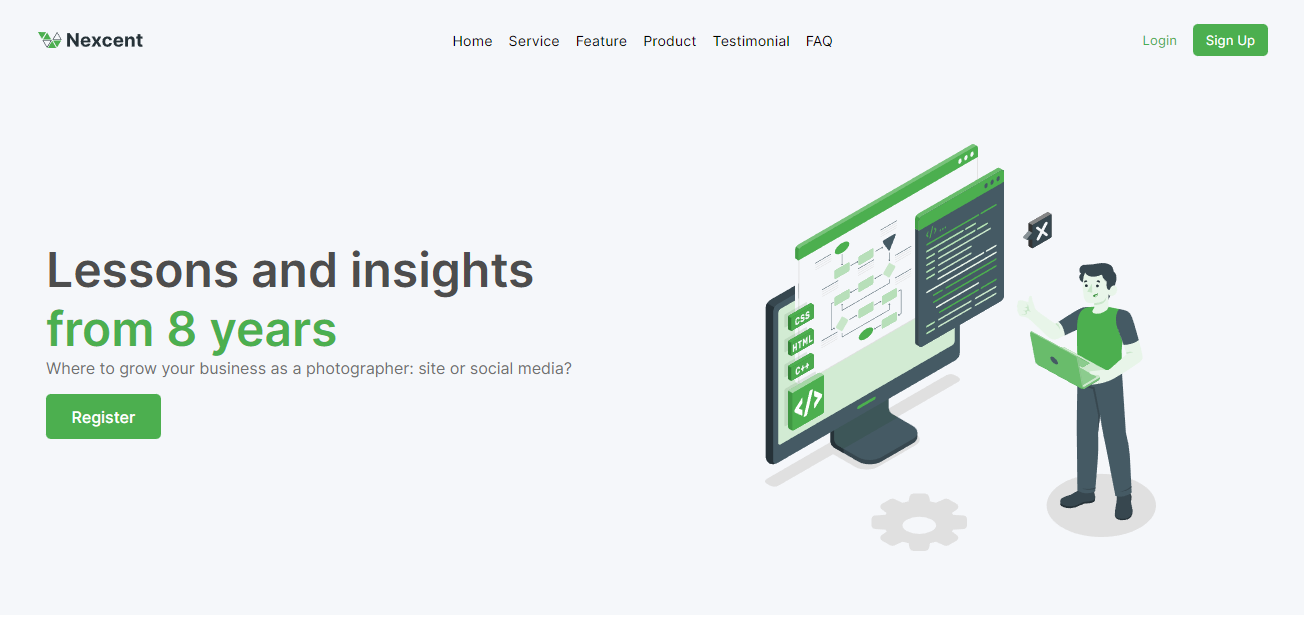 Nexcent
Home Service Feature Product Testimonial FAQ
Login Sign Up
Lessons and insights
from 8 years
Where to grow your business as a photographer: site or social media?
Register
CSS
HTML
C++
</>
</> ...
X